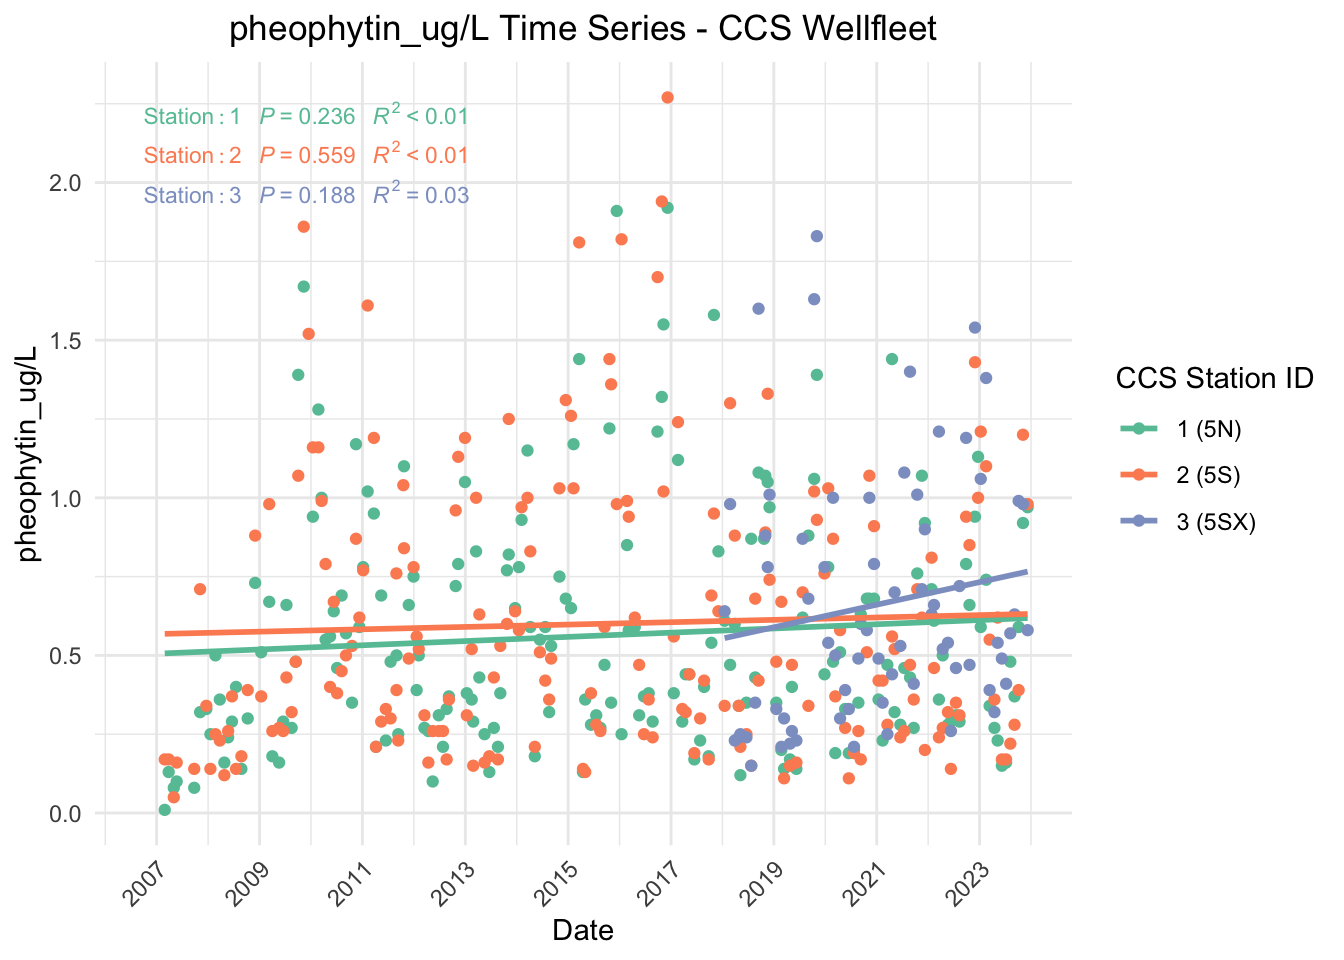 pheophytin_ug/L Time Series - CCS Wellfleet
Station : 1 P = 0.236 R² < 0.01
Station : 2 P = 0.559 R² < 0.01
Station : 3 P = 0.188 R² = 0.03
2.0
1.5
1.0
0.5
0.0
pheophytin_ug/L
2007 2009 2011 2013 2015 2017 2019 2021 2023
Date
CCS Station ID
1 (5N)
2 (5S)
3 (5SX)